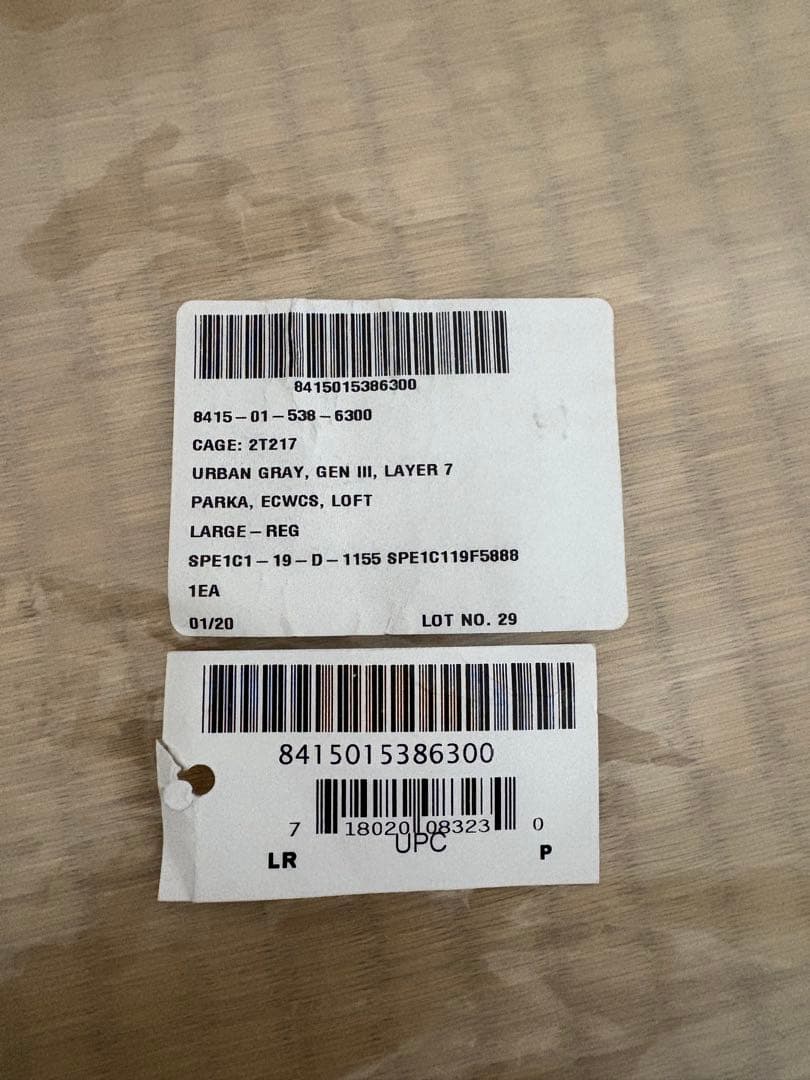 8415015386300
8415-01-538-6300
CAGE: 2T217
URBAN GRAY, GEN III, LAYER 7
PARKA, ECWCS, LOFT
LARGE-REG
SPE1C1-19-D-1155 SPE1C119F5888
1EA
01/20 LOT NO. 29
8415015386300
7 18020 08323 0
UPC
LR P